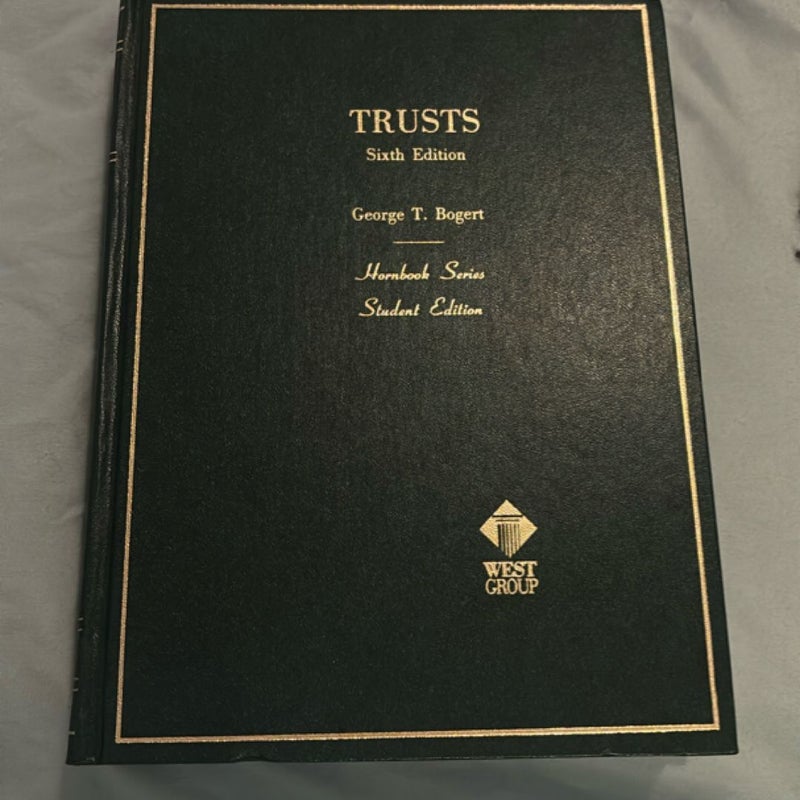 TRUSTS
Sixth Edition
George T. Bogert
Hornbook Series
Student Edition
WEST
GROUP